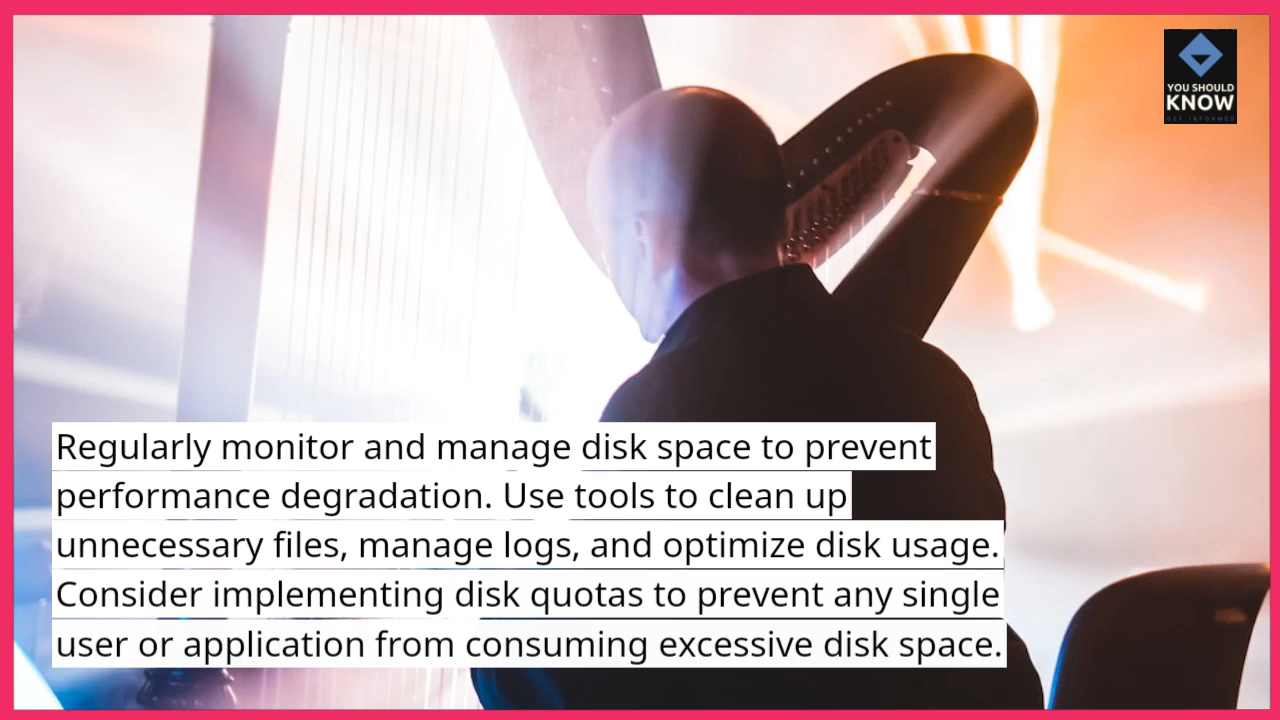 YOU SHOULD
KNOW
GET INFORMED
Regularly monitor and manage disk space to prevent
performance degradation. Use tools to clean up
unnecessary files, manage logs, and optimize disk usage.
Consider implementing disk quotas to prevent any single
user or application from consuming excessive disk space.